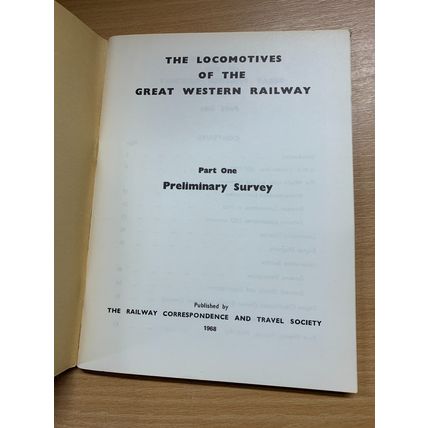 THE LOCOMOTIVES
OF THE
GREAT WESTERN RAILWAY
Part One
Preliminary Survey
Published by
THE RAILWAY CORRESPONDENCE AND TRAVEL SOCIETY
1968